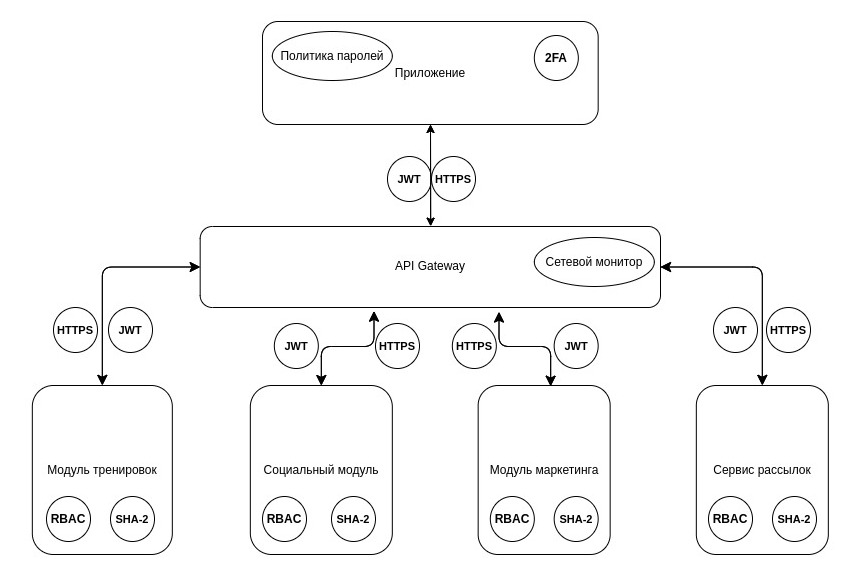 Политика паролей
Приложение
2FA
JWT
HTTPS
API Gateway
Сетевой монитор
HTTPS
JWT
JWT
HTTPS
HTTPS
JWT
JWT
HTTPS
Модуль тренировок
Социальный модуль
Модуль маркетинга
Сервис рассылок
RBAC
SHA-2
RBAC
SHA-2
RBAC
SHA-2
RBAC
SHA-2